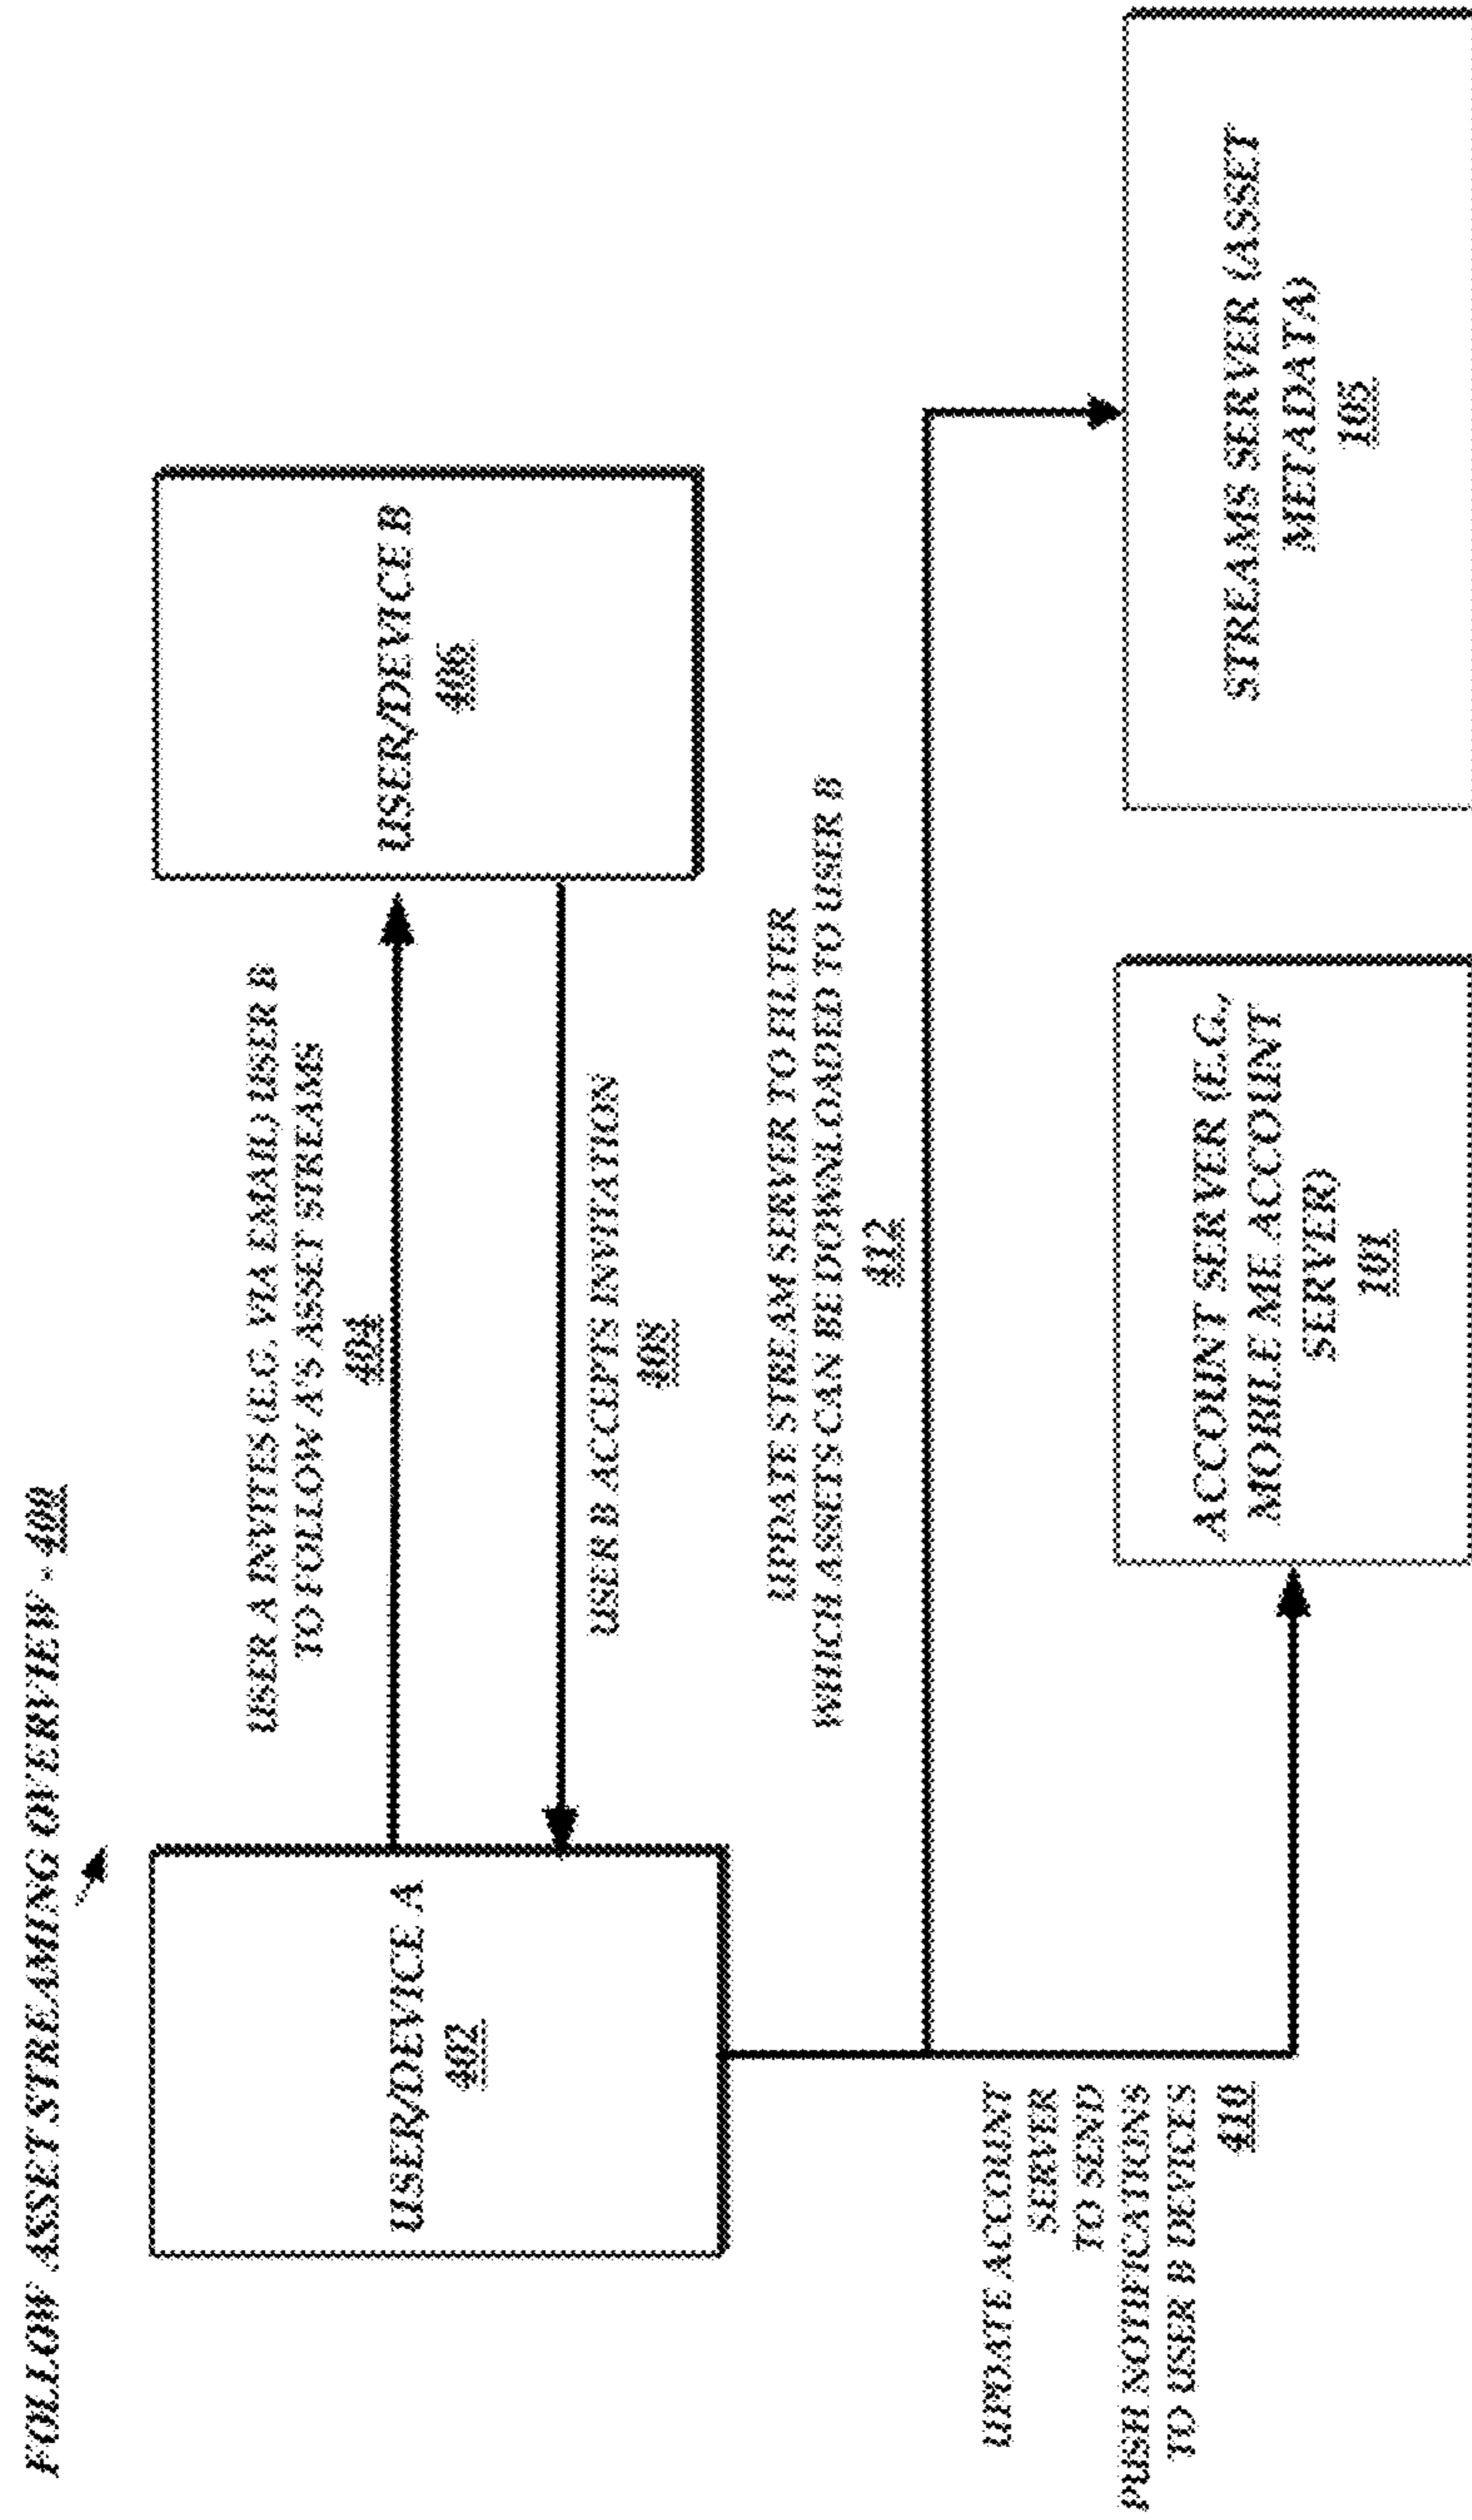 FOLLOW ASSET STREAMING OVERVIEW - 400
USER A INVITES (E.G. VIA EMAIL) USER B
TO FOLLOW A'S ASSET STREAMS
404
USER/DEVICE A
402
USER/DEVICE B
406
USER B ACCEPTS INVITATION
408
UPDATE STREAM SERVER TO FILTER
WHICH ASSETS CAN BE DOWNLOADED TO USER B
412
UPDATE ACCOUNT
SERVER
TO SEND
PUSH NOTIFICATIONS
TO USER B DEVICES
410
ACCOUNT SERVER (E.G.,
MOBILE ME ACCOUNT
SERVER)
101
STREAMS SERVER (ASSET
METADATA)
105